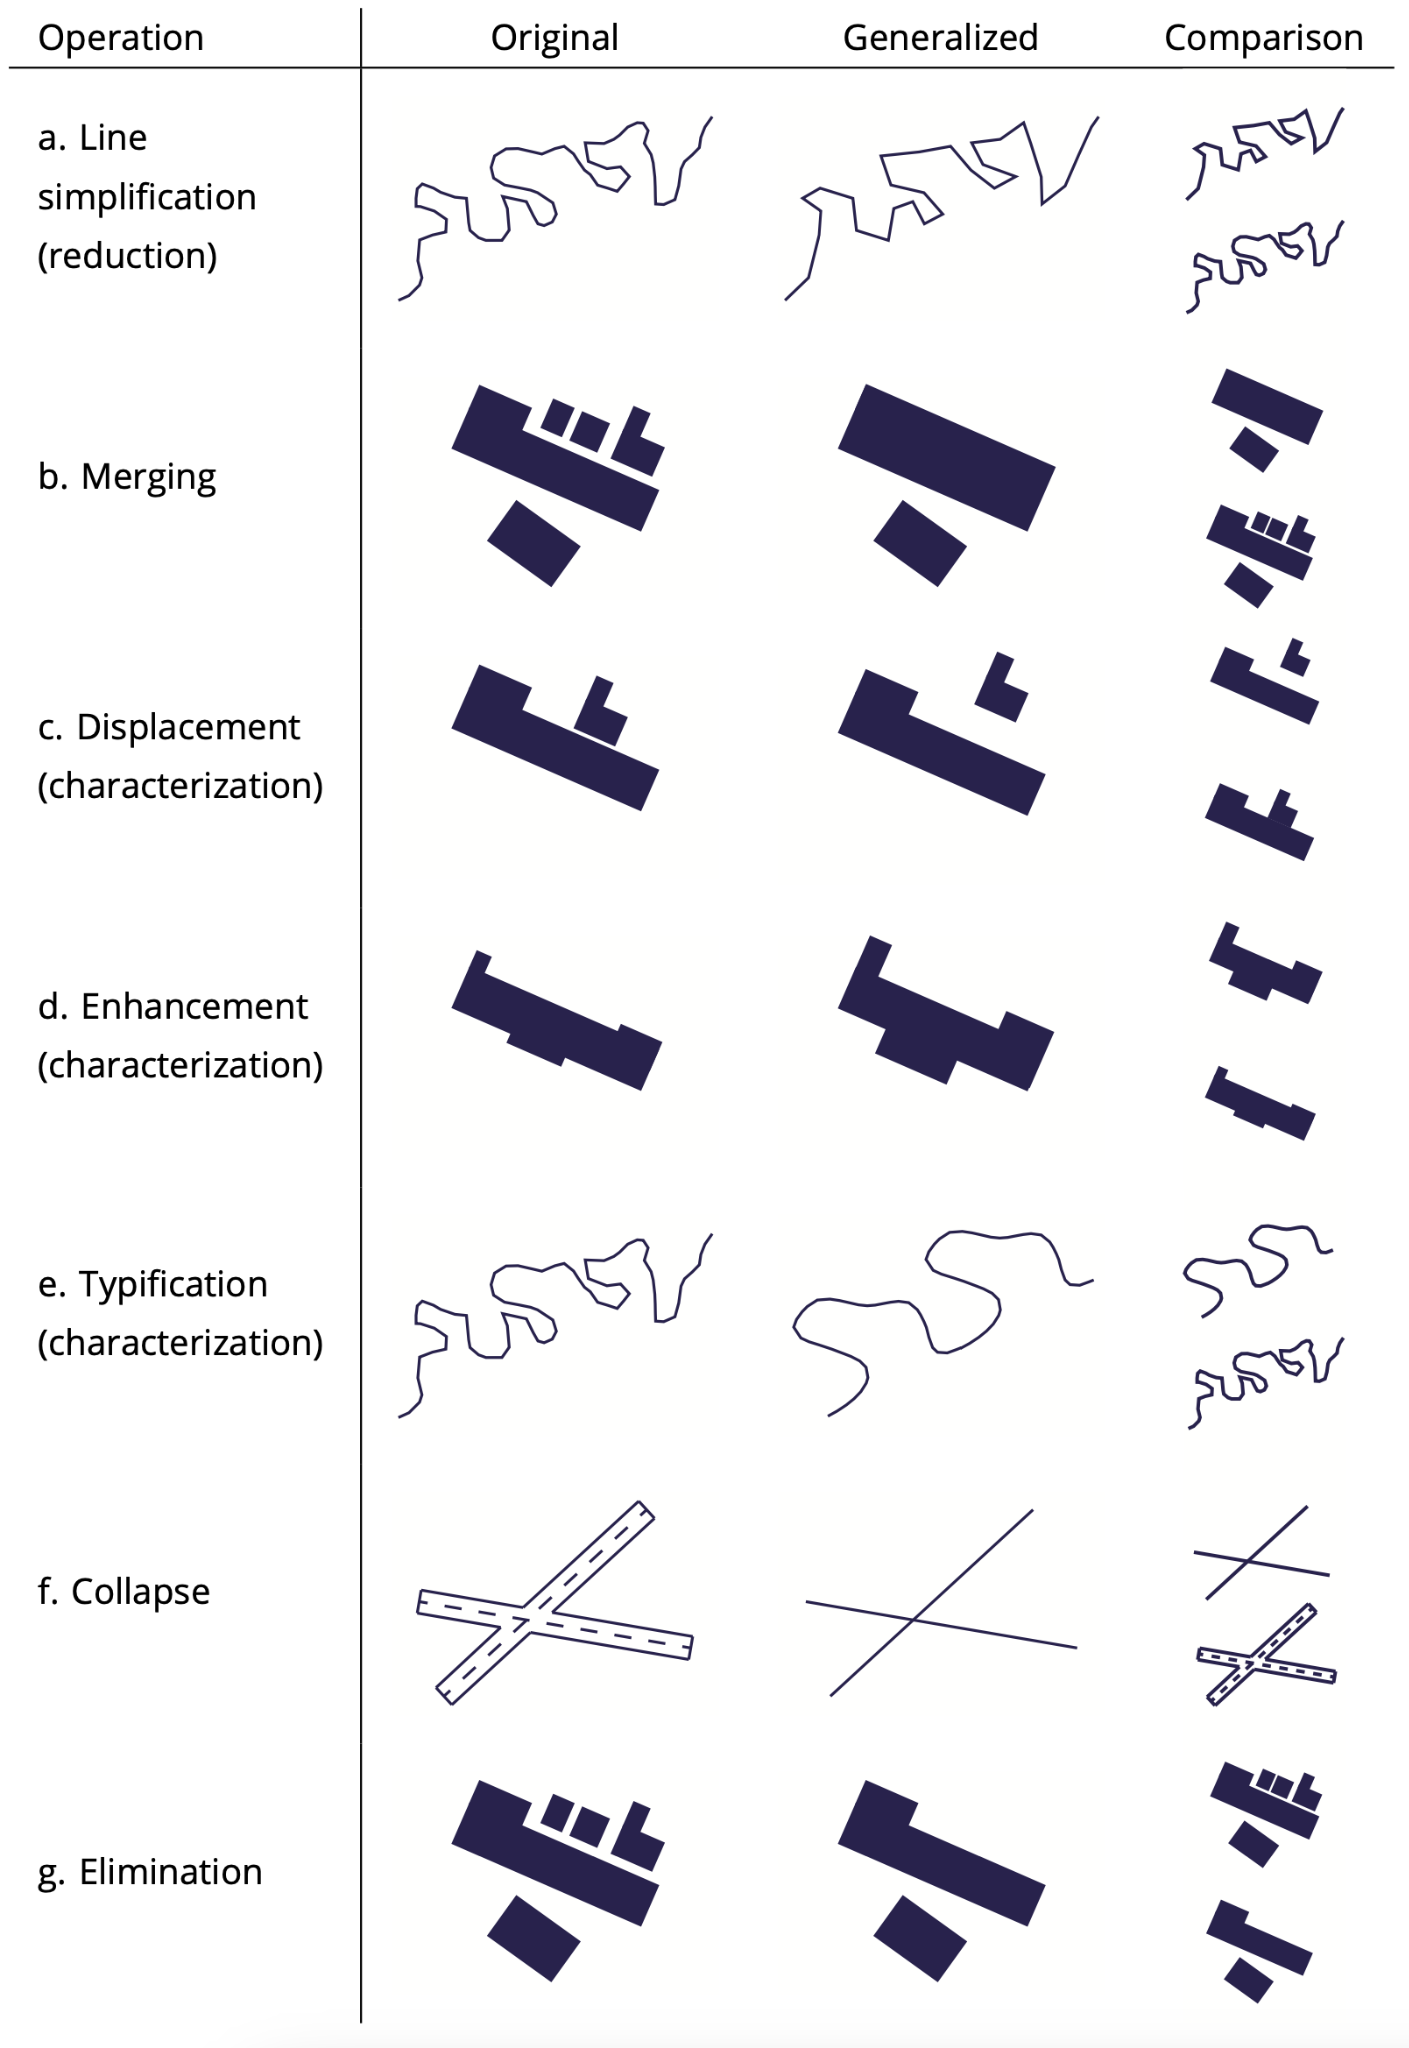 Operation Original Generalized Comparison
a. Line
simplification
(reduction)
b. Merging
c. Displacement
(characterization)
d. Enhancement
(characterization)
e. Typification
(characterization)
f. Collapse
g. Elimination